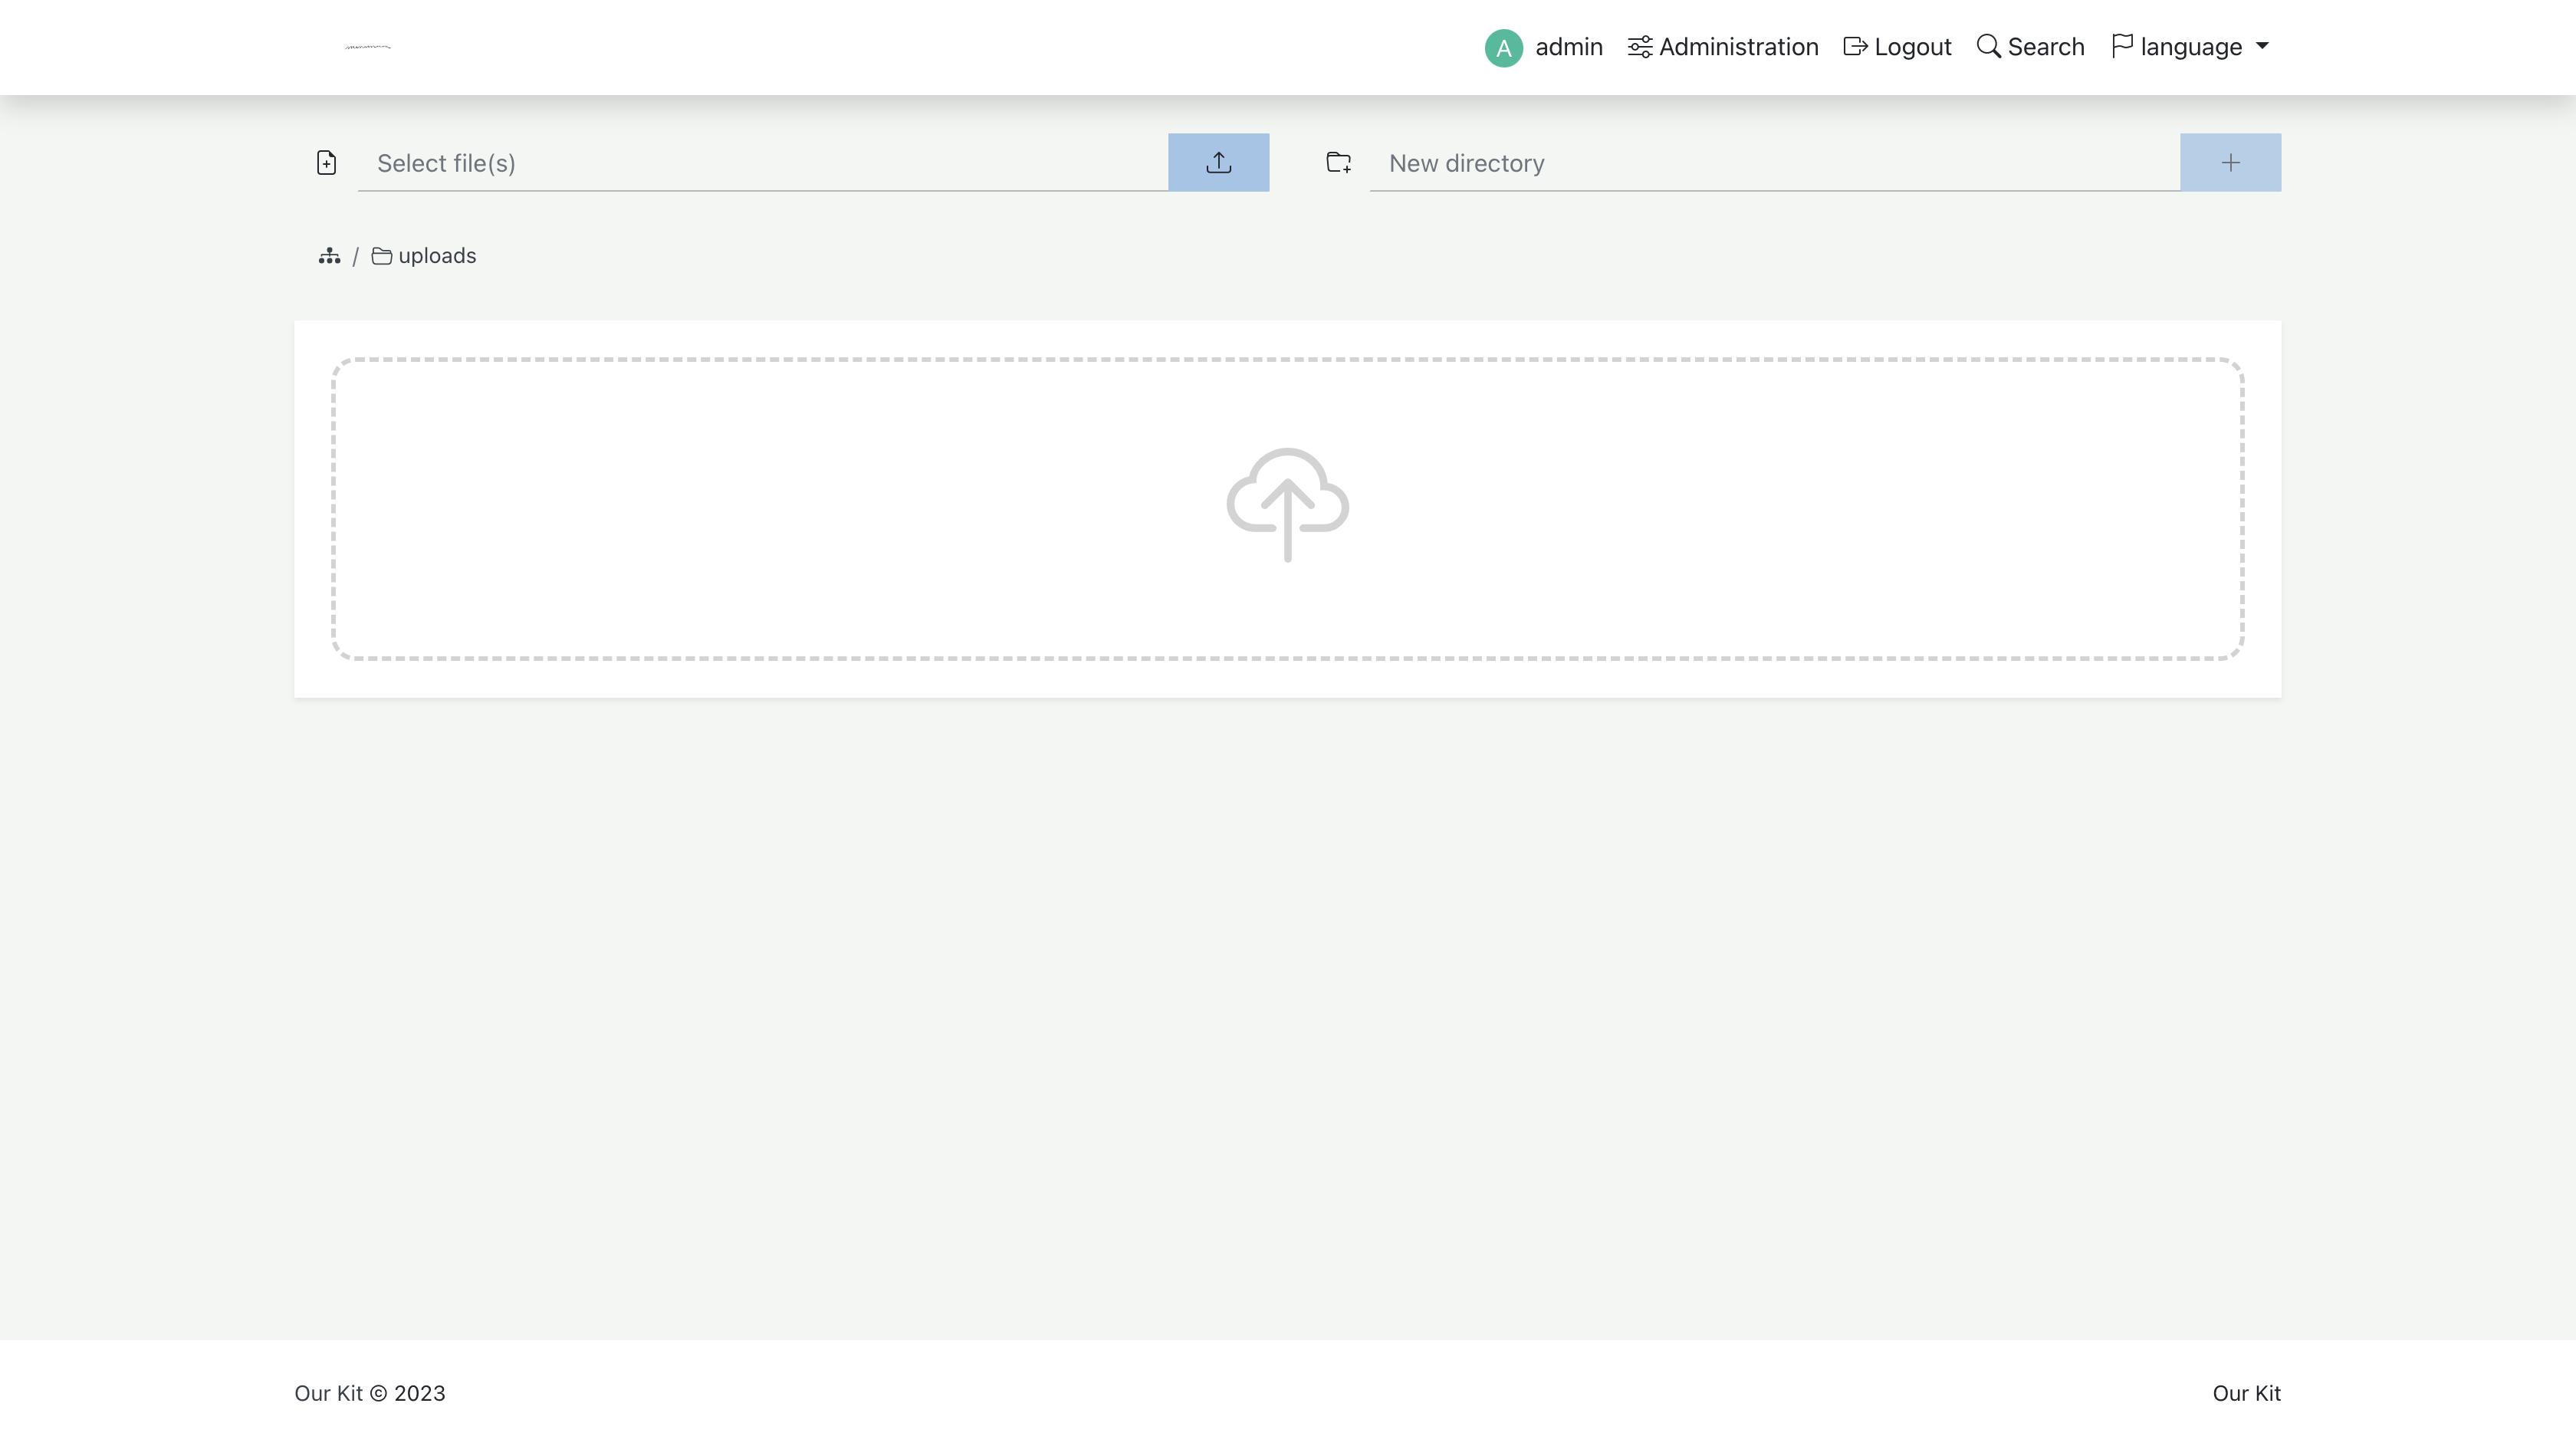 A admin Administration Logout Search language
Select file(s) New directory
/ uploads
Our Kit © 2023 Our Kit